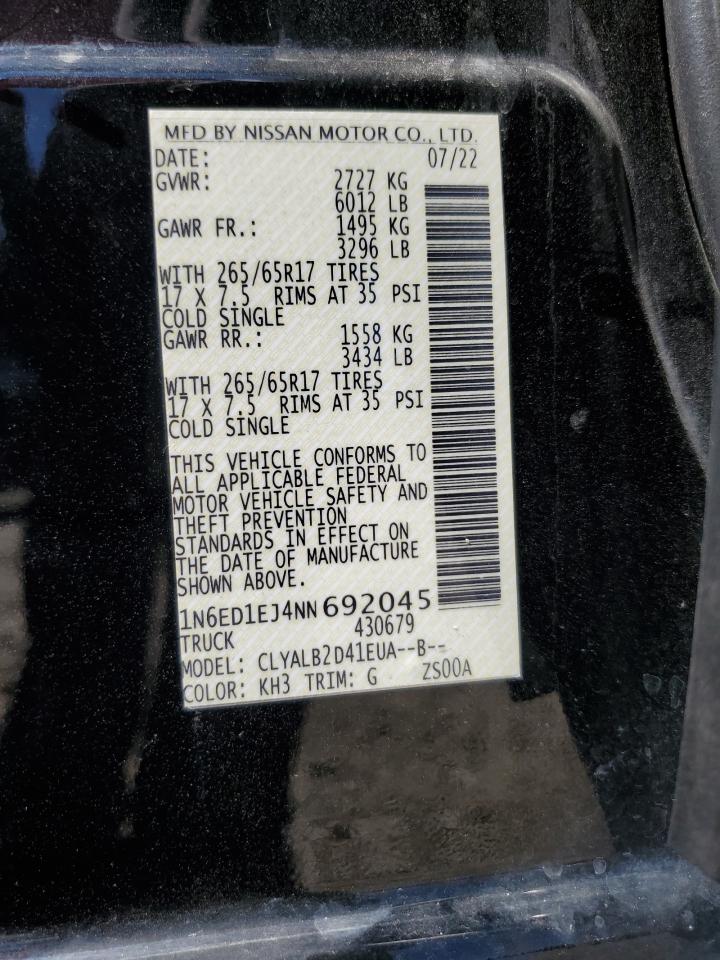 MFD BY NISSAN MOTOR CO., LTD.
DATE: 07/22
GVWR: 2727 KG
6012 LB
GAWR FR.: 1495 KG
3296 LB
WITH 265/65R17 TIRES
17 X 7.5 RIMS AT 35 PSI
COLD SINGLE
GAWR RR.: 1558 KG
3434 LB
WITH 265/65R17 TIRES
17 X 7.5 RIMS AT 35 PSI
COLD SINGLE
THIS VEHICLE CONFORMS TO
ALL APPLICABLE FEDERAL
MOTOR VEHICLE SAFETY AND
THEFT PREVENTION
STANDARDS IN EFFECT ON
THE DATE OF MANUFACTURE
SHOWN ABOVE.
1N6ED1EJ4NN692045
TRUCK 430679
MODEL: CLYALB2D41EUA--B--
COLOR: KH3 TRIM: G ZS00A